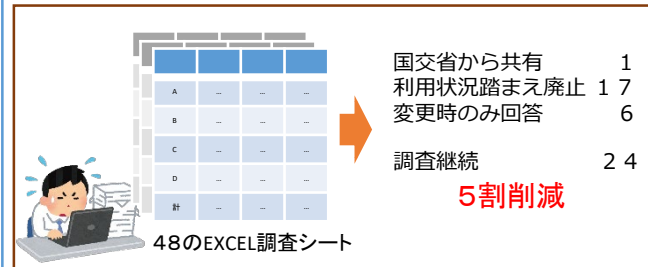 国交省から共有 1
利用状況踏まえ廃止 １７
変更時のみ回答 6
調査継続 ２４
５割削減
A … … …
B … … …
C … … …
D … … …
計 … … …
48のEXCEL調査シート